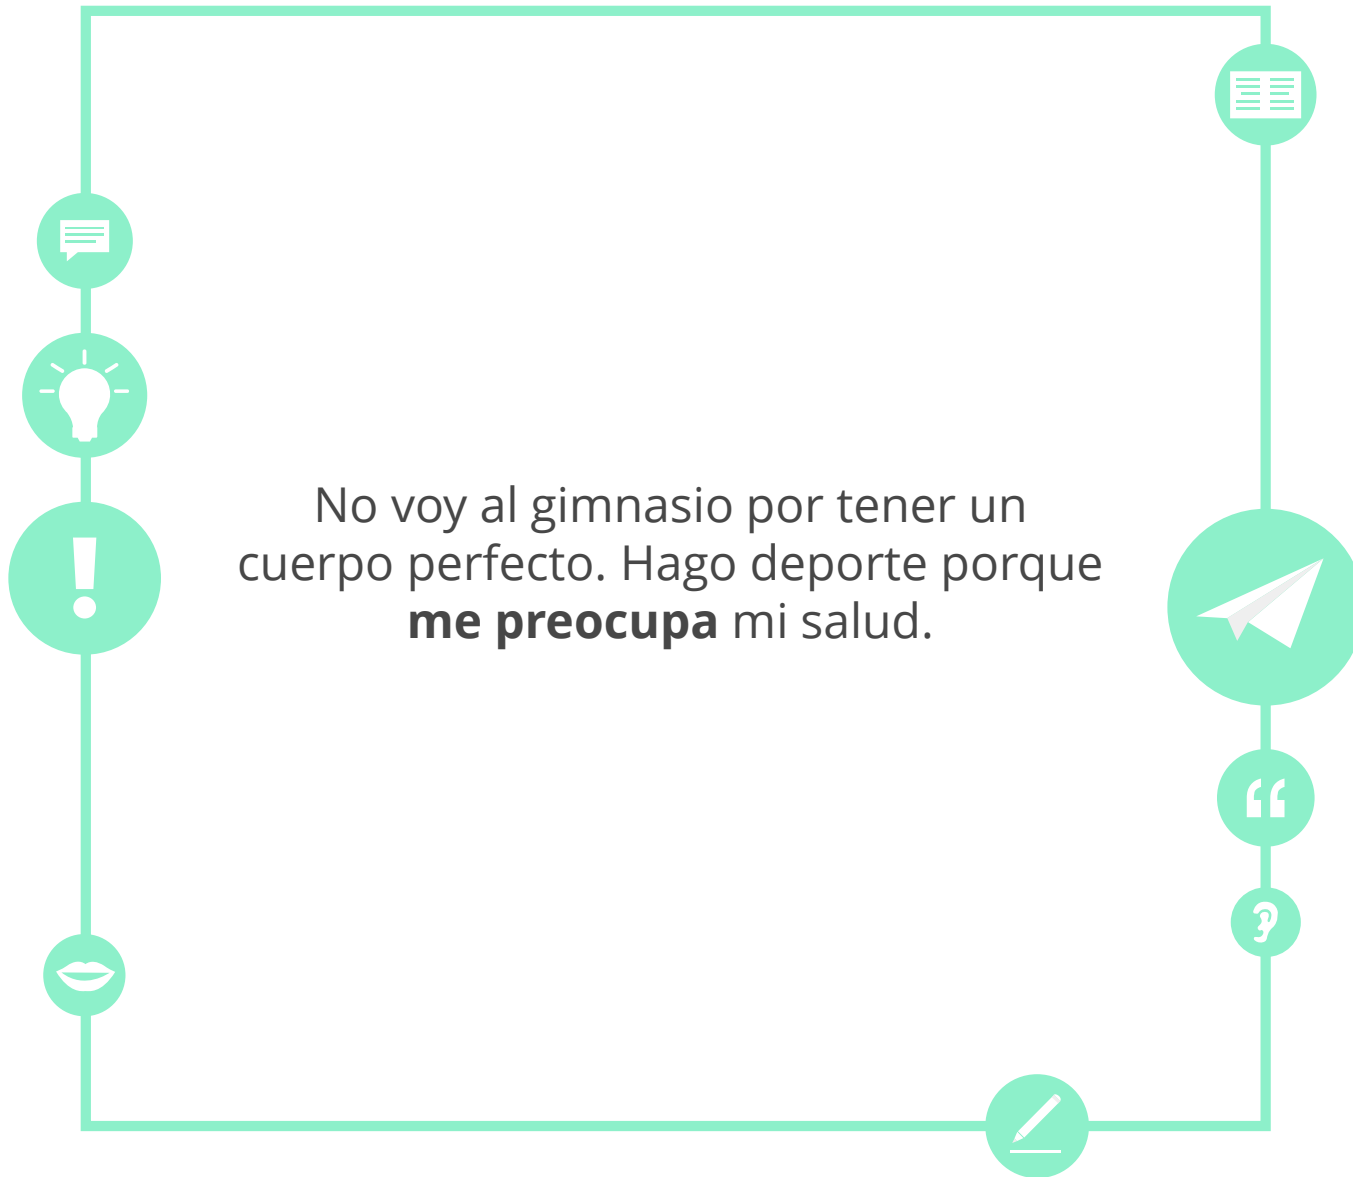 No voy al gimnasio por tener un
cuerpo perfecto. Hago deporte porque
me preocupa mi salud.